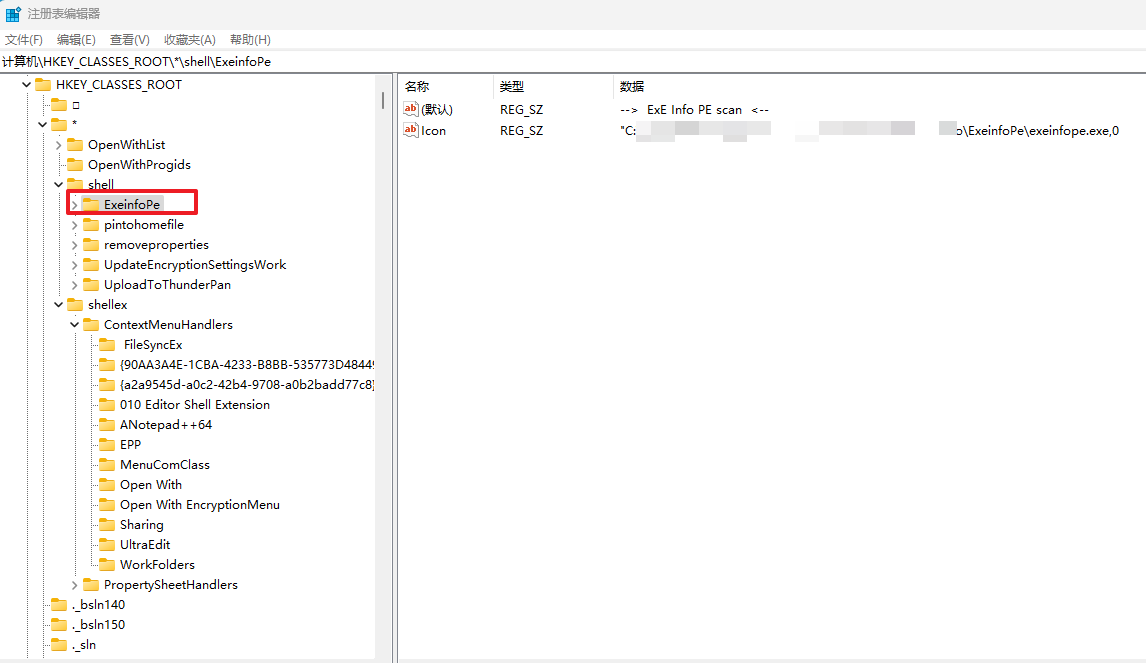 注册表编辑器
文件(F) 编辑(E) 查看(V) 收藏夹(A) 帮助(H)
计算机\HKEY_CLASSES_ROOT\*\shell\ExeinfoPe
HKEY_CLASSES_ROOT
*
OpenWithList
OpenWithProgids
shell
ExeinfoPe
pintohomefile
removeproperties
UpdateEncryptionSettingsWork
UploadToThunderPan
shellex
ContextMenuHandlers
FileSyncEx
{90AA3A4E-1CBA-4233-B8BB-535773D48449
{a2a9545d-a0c2-42b4-9708-a0b2badd77c8}
010 Editor Shell Extension
ANotepad++64
EPP
MenuComClass
Open With
Open With EncryptionMenu
Sharing
UltraEdit
WorkFolders
PropertySheetHandlers
._bsln140
._bsln150
._sln
名称 类型 数据
(默认) REG_SZ --> ExE Info PE scan <--
Icon REG_SZ "C: o\ExeinfoPe\exeinfope.exe,0